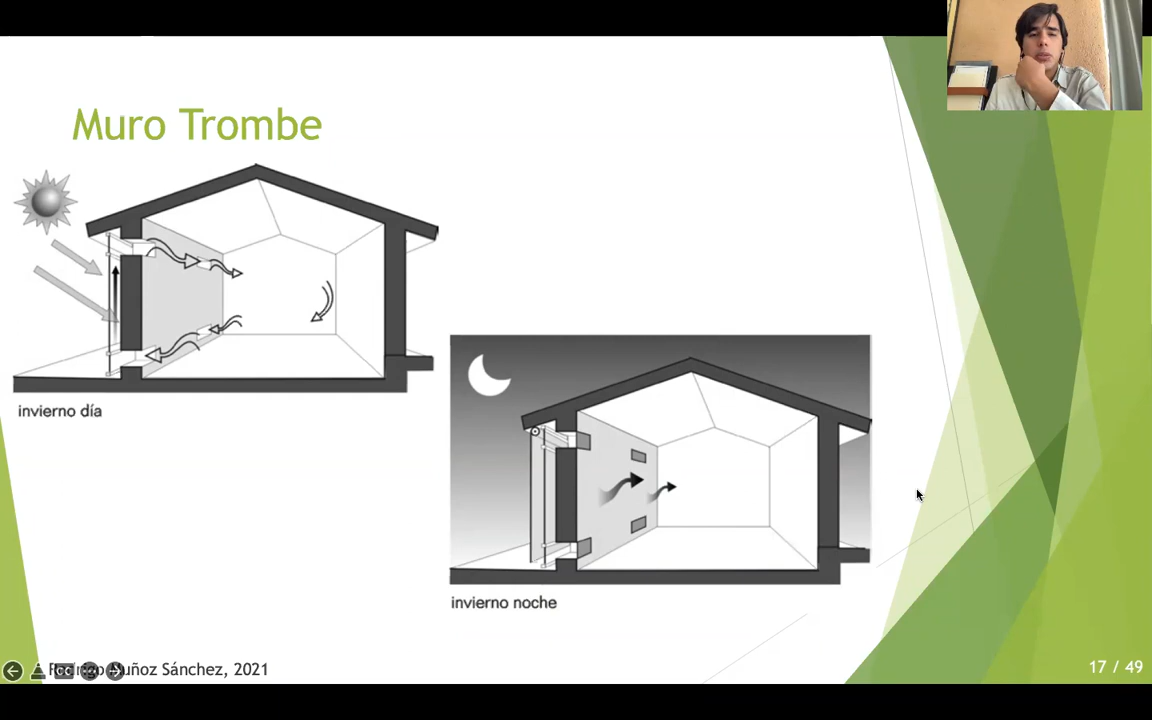 Muro Trombe
invierno día
invierno noche
Muñoz Sánchez, 2021
17 / 49